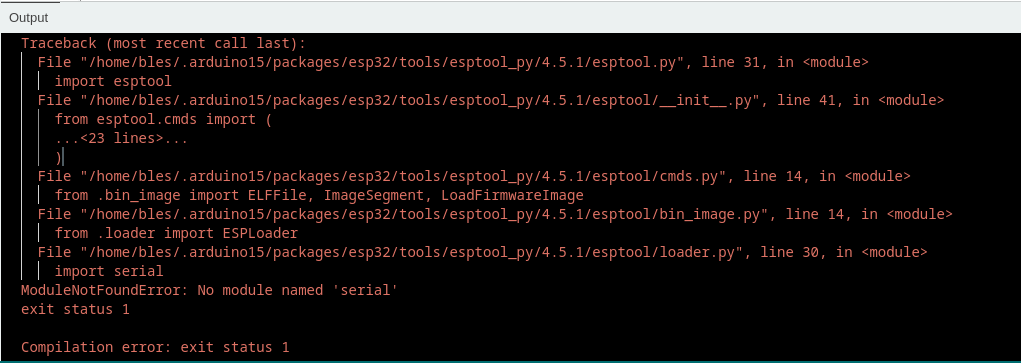 Output
Traceback (most recent call last):
File "/home/bles/.arduino15/packages/esp32/tools/esptool_py/4.5.1/esptool.py", line 31, in <module>
import esptool
File "/home/bles/.arduino15/packages/esp32/tools/esptool_py/4.5.1/esptool/__init__.py", line 41, in <module>
from esptool.cmds import (
...<23 lines>...
)
File "/home/bles/.arduino15/packages/esp32/tools/esptool_py/4.5.1/esptool/cmds.py", line 14, in <module>
from .bin_image import ELFFile, ImageSegment, LoadFirmwareImage
File "/home/bles/.arduino15/packages/esp32/tools/esptool_py/4.5.1/esptool/bin_image.py", line 14, in <module>
from .loader import ESPLoader
File "/home/bles/.arduino15/packages/esp32/tools/esptool_py/4.5.1/esptool/loader.py", line 30, in <module>
import serial
ModuleNotFoundError: No module named 'serial'
exit status 1
Compilation error: exit status 1